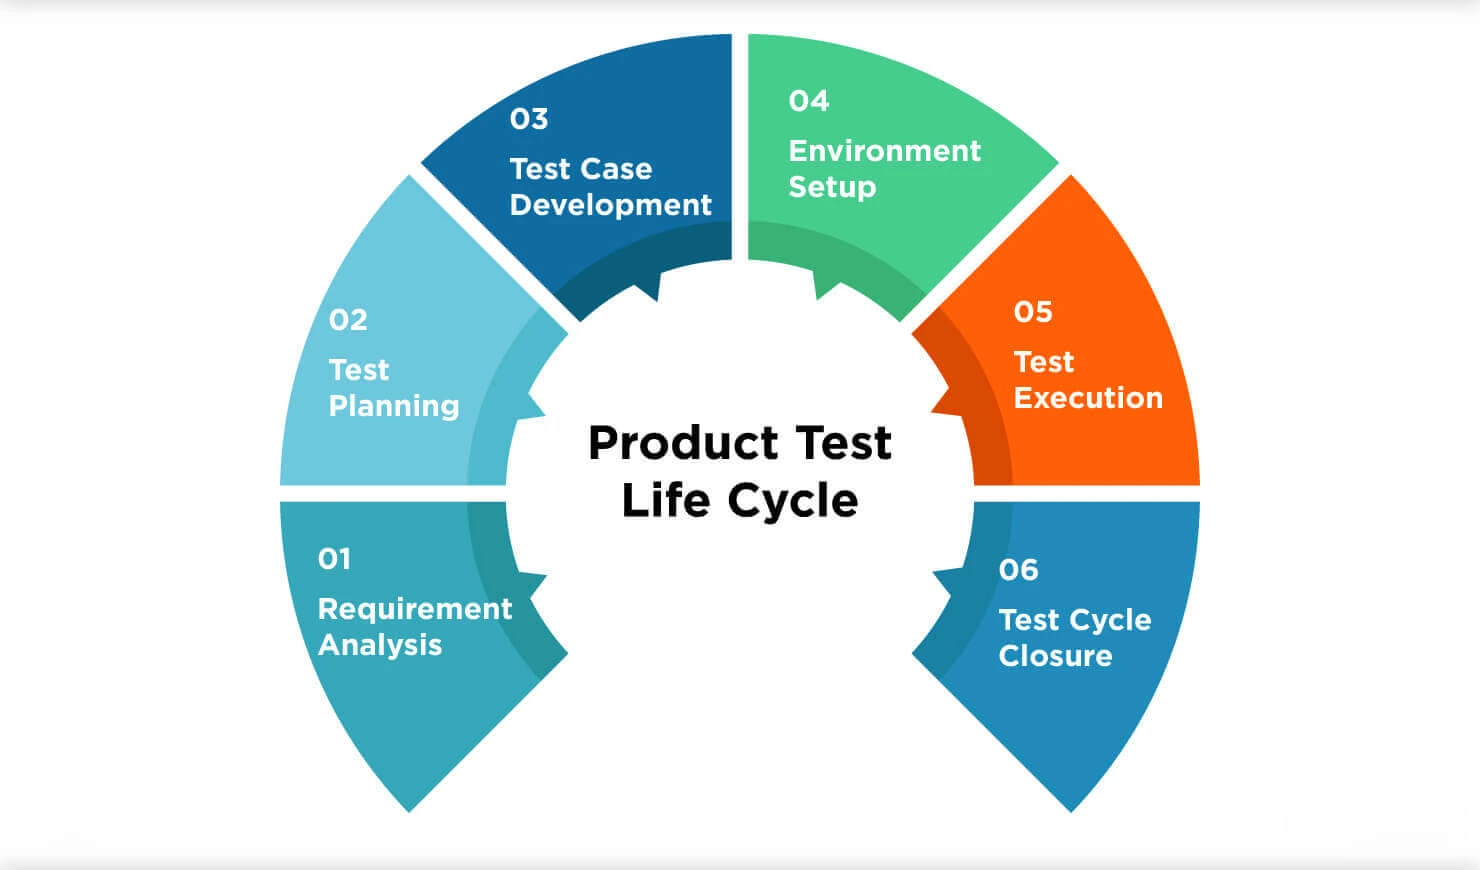 01
Requirement
Analysis
02
Test
Planning
03
Test Case
Development
04
Environment
Setup
05
Test
Execution
06
Test Cycle
Closure
Product Test
Life Cycle